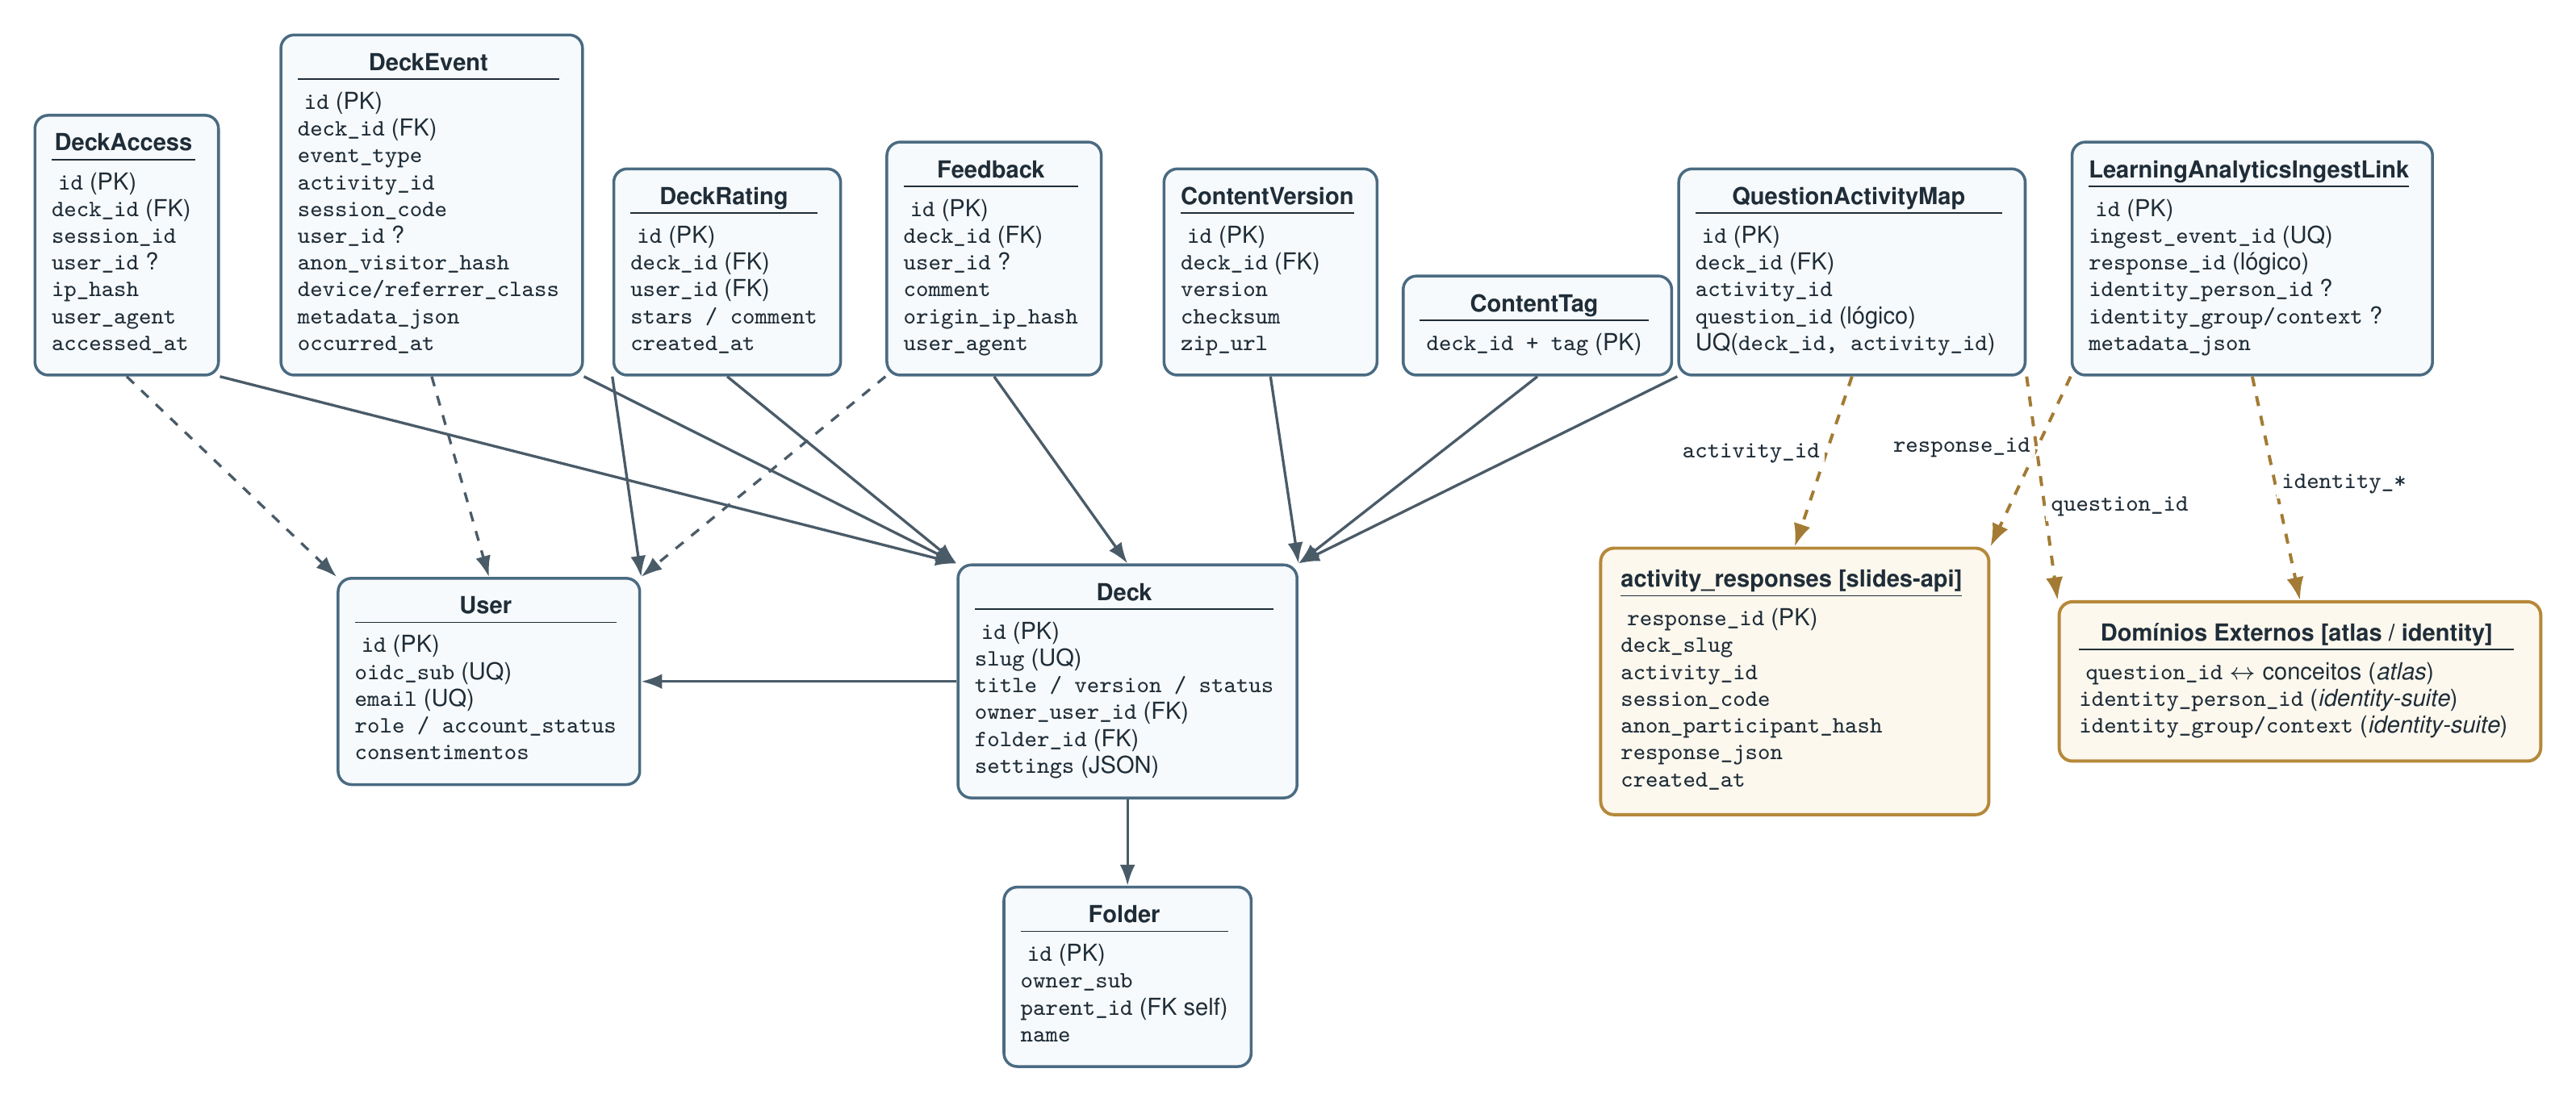 DeckAccess
id (PK)
deck_id (FK)
session_id
user_id ?
ip_hash
user_agent
accessed_at
DeckEvent
id (PK)
deck_id (FK)
event_type
activity_id
session_code
user_id ?
anon_visitor_hash
device/referrer_class
metadata_json
occurred_at
DeckRating
id (PK)
deck_id (FK)
user_id (FK)
stars / comment
created_at
Feedback
id (PK)
deck_id (FK)
user_id ?
comment
origin_ip_hash
user_agent
ContentVersion
id (PK)
deck_id (FK)
version
checksum
zip_url
ContentTag
deck_id + tag (PK)
QuestionActivityMap
id (PK)
deck_id (FK)
activity_id
question_id (lógico)
UQ(deck_id, activity_id)
LearningAnalyticsIngestLink
id (PK)
ingest_event_id (UQ)
response_id (lógico)
identity_person_id ?
identity_group/context ?
metadata_json
activity_id
response_id
identity_*
question_id
User
id (PK)
oidc_sub (UQ)
email (UQ)
role / account_status
consentimentos
Deck
id (PK)
slug (UQ)
title / version / status
owner_user_id (FK)
folder_id (FK)
settings (JSON)
activity_responses [slides-api]
response_id (PK)
deck_slug
activity_id
session_code
anon_participant_hash
response_json
created_at
Domínios Externos [atlas / identity]
question_id ↔ conceitos (atlas)
identity_person_id (identity-suite)
identity_group/context (identity-suite)
Folder
id (PK)
owner_sub
parent_id (FK self)
name